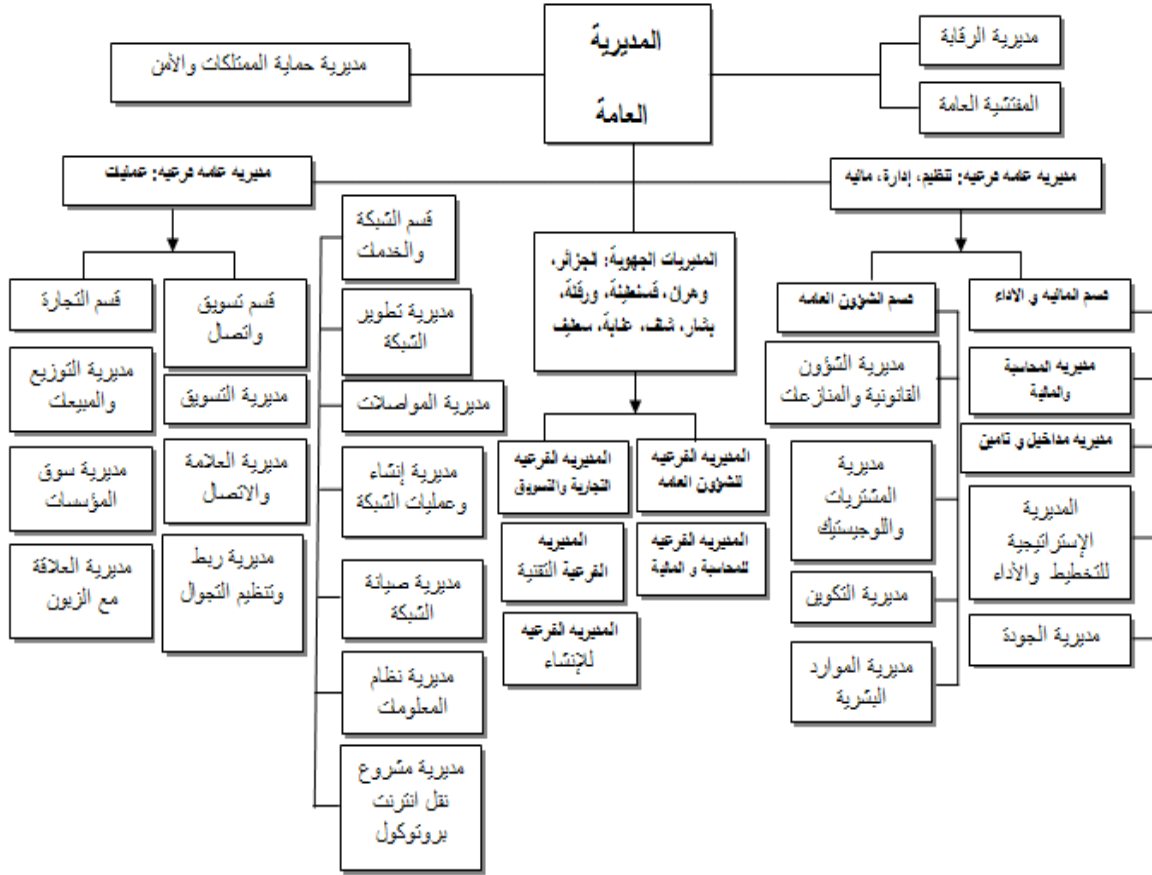 المديرية
العامة
مديرية الرقابة
المفتشية العامة
مديرية حماية الممتلكات والأمن
مديريه عامه فرعيه: تنظيم، إدارة، ماليه
مديريه عامه فرعيه: عمليات
قسم الماليه و الاداء
مديريه المحاسبة
والمالية
مديريه مداخيل و تامين
المديرية
الإستراتيجية
للتخطيط والأداء
مديرية الجودة
قسم الشؤون العامه
مديرية الشؤون
القانونية والمنازعات
مديرية
المشتريات
واللوجيستيك
مديرية التكوين
مديرية الموارد
البشرية
المديريات الجهوية: الجزائر،
وهران، قسنطينة، ورقلة،
بشار، شلف، عنابة، سطيف
المديريه الفرعيه
للشؤون العامه
المديريه الفرعيه
للمحاسبة و المالية
المديريه الفرعيه
التجارية والتسويق
المديريه
الفرعية التقنية
المديريه الفرعيه
للإنشاء
قسم الشبكة
والخدمات
مديرية تطوير
الشبكة
مديرية المواصلات
مديرية إنشاء
وعمليات الشبكة
مديرية صيانة
الشبكة
مديرية نظام
المعلومات
مديرية مشروع
نقل انترنت
بروتوكول
قسم تسويق
واتصال
مديرية التسويق
مديرية العلامة
والاتصال
مديرية ربط
وتنظيم التجوال
قسم التجارة
مديرية التوزيع
والمبيعات
مديرية سوق
المؤسسات
مديرية العلاقة
مع الزبون